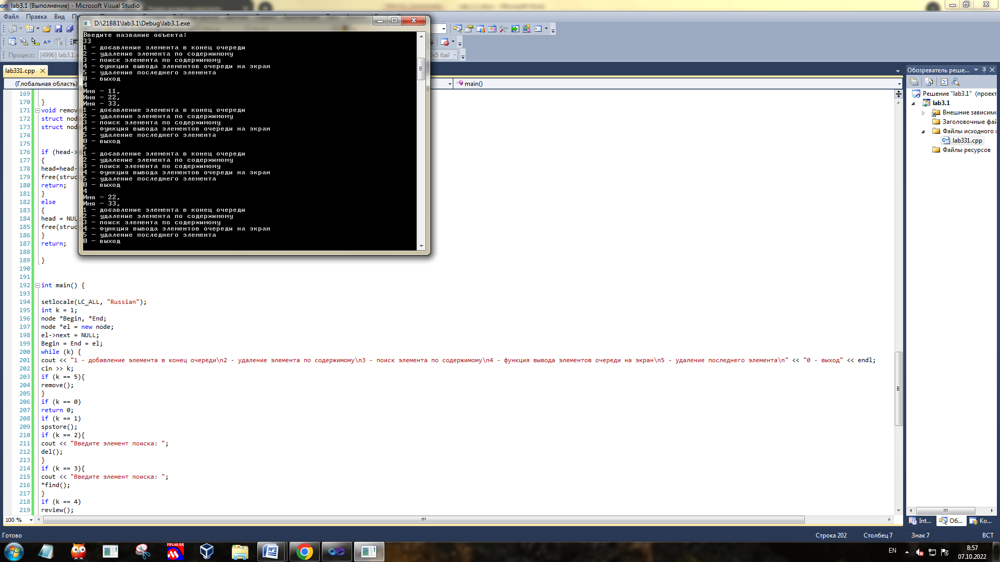 lab3.1 (Выполнение) - Microsoft Visual Studio
Файл Правка Вид
D:\21ВВ1\lab3.1\Debug\lab3.1.exe
Процесс: [4996] lab3.1.e
0x5 бай
lab331.cpp
(Глобальная область)
main()
Введите название объекта:
33
1 - добавление элемента в конец очереди
2 - удаление элемента по содержимому
3 - поиск элемента по содержимому
4 - функция вывода элементов очереди на экран
5 - удаление последнего элемента
0 - выход
4
Имя - 11,
Имя - 22,
Имя - 33,
1 - добавление элемента в конец очереди
2 - удаление элемента по содержимому
3 - поиск элемента по содержимому
4 - функция вывода элементов очереди на экран
5 - удаление последнего элемента
0 - выход
5
1 - добавление элемента в конец очереди
2 - удаление элемента по содержимому
3 - поиск элемента по содержимому
4 - функция вывода элементов очереди на экран
5 - удаление последнего элемента
0 - выход
4
Имя - 22,
Имя - 33,
1 - добавление элемента в конец очереди
2 - удаление элемента по содержимому
3 - поиск элемента по содержимому
4 - функция вывода элементов очереди на экран
5 - удаление последнего элемента
0 - выход
169
170 }
171 void remov
172 struct nod
173 struct nod
174
175
176 if (head->
177 {
178 head=head-
179 free(struc
180 return;
181 }
182 else
183 {
184 head = NUL
185 free(struc
186 }
187 return;
188
189 }
190
191
192 int main() {
193
194 setlocale(LC_ALL, "Russian");
195 int k = 1;
196 node *Begin, *End;
197 node *el = new node;
198 el->next = NULL;
199 Begin = End = el;
200 while (k) {
201 cout << "1 - добавление элемента в конец очереди\n2 - удаление элемента по содержимому\n3 - поиск элемента по содержимому\n4 - функция вывода элементов очереди на экран\n5 - удаление последнего элемента\n" << "0 - выход" << endl;
202 cin >> k;
203 if (k == 5){
204 remove();
205 }
206 if (k == 0)
207 return 0;
208 if (k == 1)
209 spstore();
210 if (k == 2){
211 cout << "Введите элемент поиска: ";
212 del();
213 }
214 if (k == 3){
215 cout << "Введите элемент поиска: ";
216 *find();
217 }
218 if (k == 4)
219 review();
100 %
Обозреватель реше...
Решение "lab3.1" (проект
lab3.1
Внешние зависимо
Заголовочные фай
Файлы исходного к
lab331.cpp
Файлы ресурсов
Int... Об... Ко...
Готово
Строка 202 Столбец 7 Знак 7 ВСТ
MPLAB IDE
EN
8:57
07.10.2022